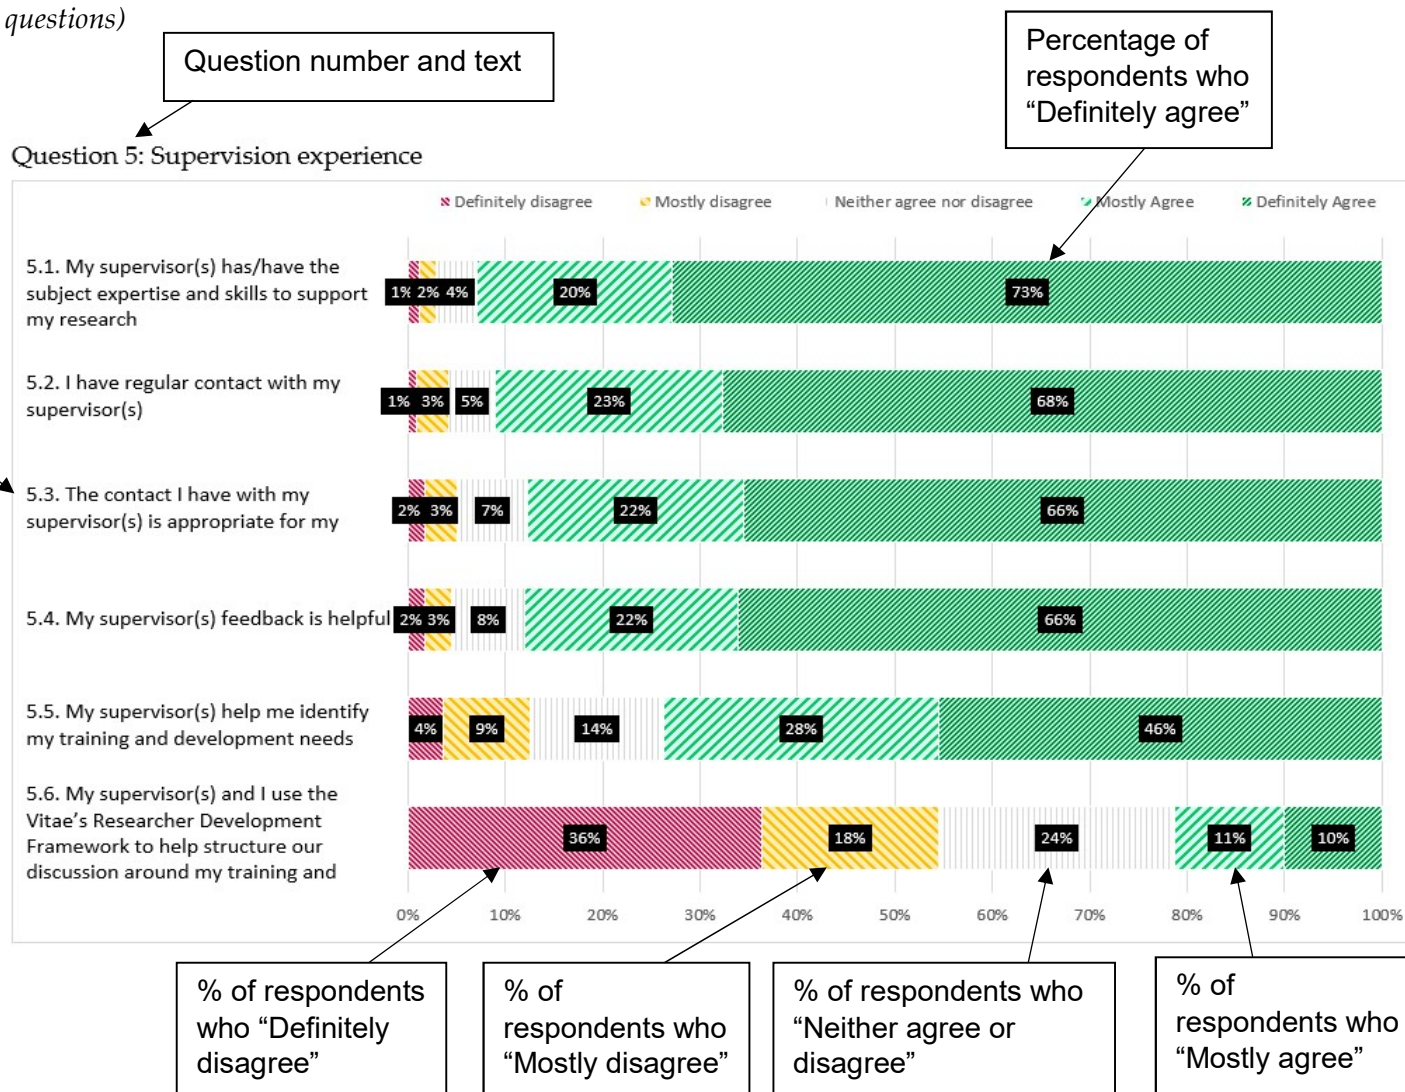 questions)
Question number and text
Percentage of
respondents who
“Definitely agree”
Question 5: Supervision experience
Definitely disagree Mostly disagree Neither agree nor disagree Mostly Agree Definitely Agree
5.1. My supervisor(s) has/have the
subject expertise and skills to support
my research
1% 2% 4% 20% 73%
5.2. I have regular contact with my
supervisor(s)
1% 3% 5% 23% 68%
5.3. The contact I have with my
supervisor(s) is appropriate for my
2% 3% 7% 22% 66%
5.4. My supervisor(s) feedback is helpful
2% 3% 8% 22% 66%
5.5. My supervisor(s) help me identify
my training and development needs
4% 9% 14% 28% 46%
5.6. My supervisor(s) and I use the
Vitae’s Researcher Development
Framework to help structure our
discussion around my training and
36% 18% 24% 11% 10%
0% 10% 20% 30% 40% 50% 60% 70% 80% 90% 100%
% of respondents
who “Definitely
disagree”
% of
respondents who
“Mostly disagree”
% of respondents who
“Neither agree or
disagree”
% of
respondents who
“Mostly agree”